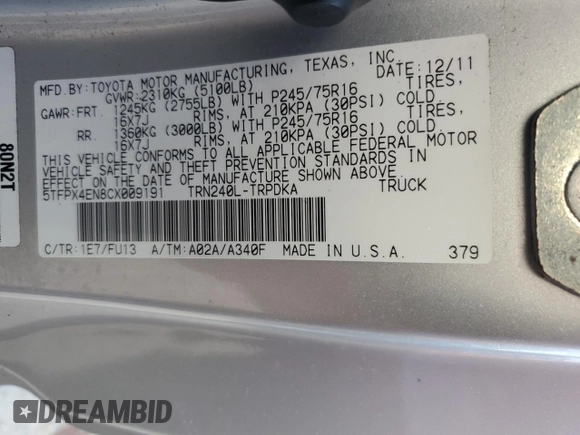 MFD.BY:TOYOTA MOTOR MANUFACTURING, TEXAS, INC. DATE: 12/11
GVWR:2310KG (5100LB)
GAWR:FRT. 1245KG (2755LB) WITH P245/75R16 TIRES,
16X7J RIMS, AT 210KPA (30PSI) COLD
RR. 1360KG (3000LB) WITH P245/75R16 TIRES,
16X7J RIMS, AT 210KPA (30PSI) COLD
THIS VEHICLE CONFORMS TO ALL APPLICABLE FEDERAL MOTOR
VEHICLE SAFETY AND THEFT PREVENTION STANDARDS IN
EFFECT ON THE DATE OF MANUFACTURE SHOWN ABOVE.
5TFPX4EN8CX009191 TRN240L-TRPDKA TRUCK
C/TR:1E7/FU13 A/TM:A02A/A340F MADE IN U.S.A. 379
80N2T
DREAMBID